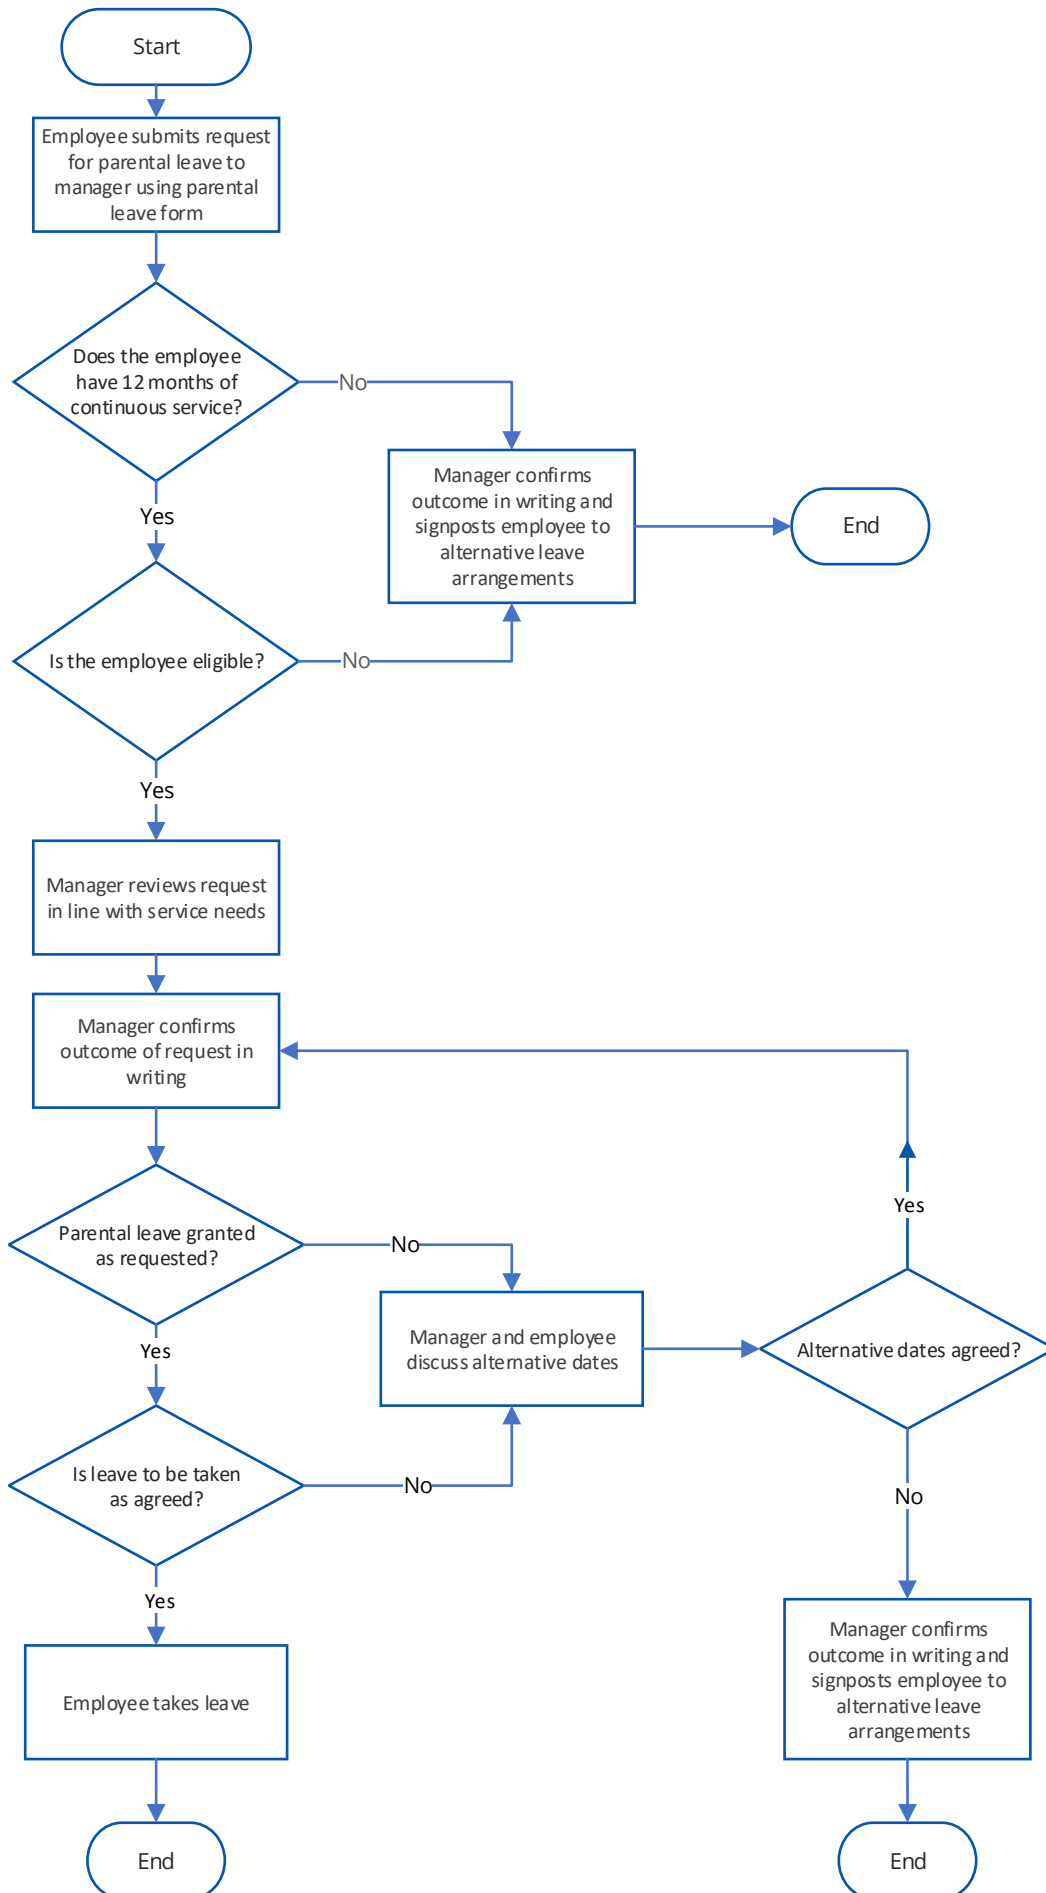 Start
Employee submits request
for parental leave to
manager using parental
leave form
Does the employee
have 12 months of
continuous service?
No
Yes
Manager confirms
outcome in writing and
signposts employee to
alternative leave
arrangements
End
Is the employee eligible?
No
Yes
Manager reviews request
in line with service needs
Manager confirms
outcome of request in
writing
Parental leave granted
as requested?
No
Yes
Manager and employee
discuss alternative dates
Alternative dates agreed?
Yes
No
Is leave to be taken
as agreed?
No
Yes
Employee takes leave
End
Manager confirms
outcome in writing and
signposts employee to
alternative leave
arrangements
End